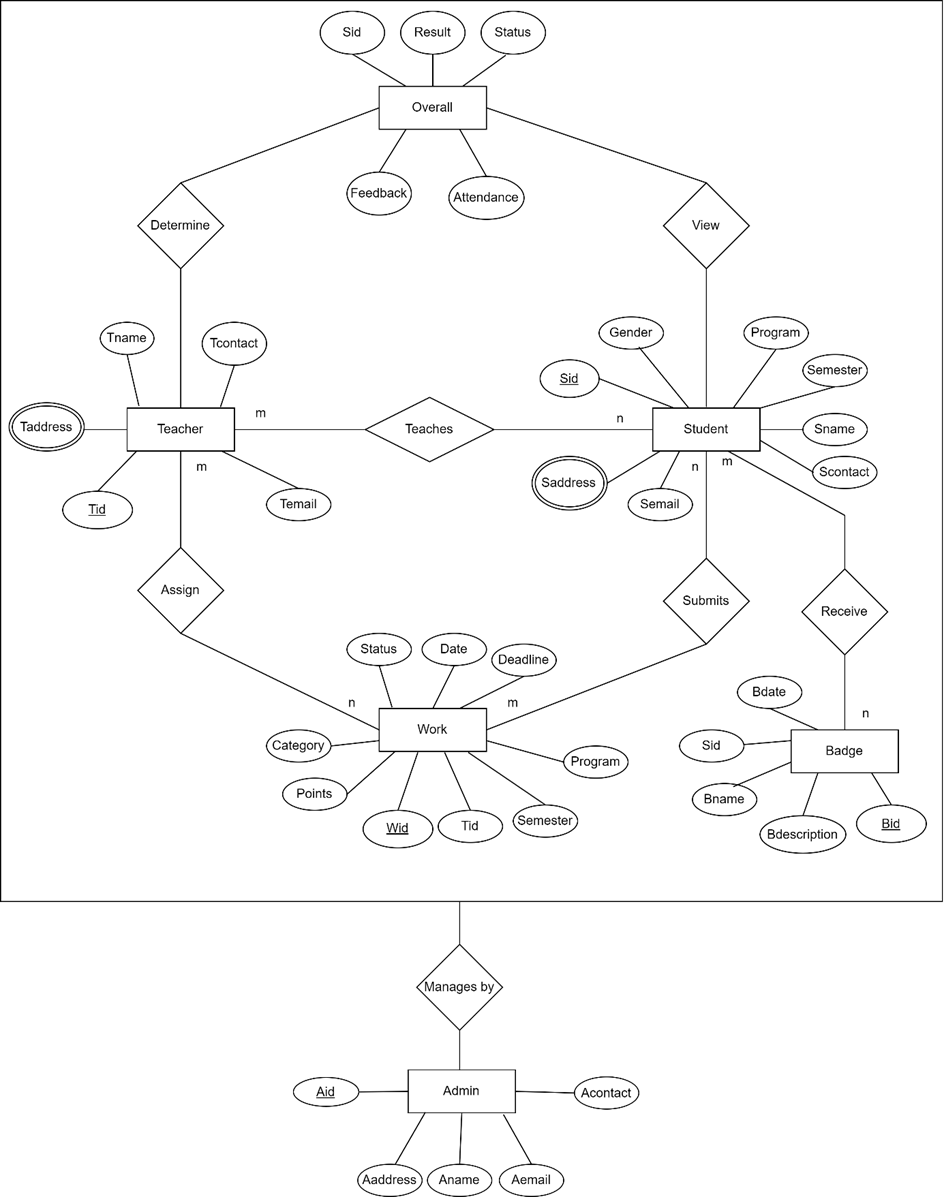 Sid
Result
Status
Overall
Feedback
Attendance
Determine
View
Tname
Tcontact
Gender
Program
Sid
Semester
Taddress
Teacher
m
Teaches
n
Student
Sname
m
n
m
Scontact
Saddress
Semail
Tid
Temail
Assign
Submits
Receive
Status
Date
Deadline
n
m
Bdate
n
Category
Work
Program
Sid
Badge
Points
Bname
Wid
Tid
Semester
Bdescription
Bid
Manages by
Aid
Admin
Acontact
Aaddress
Aname
Aemail